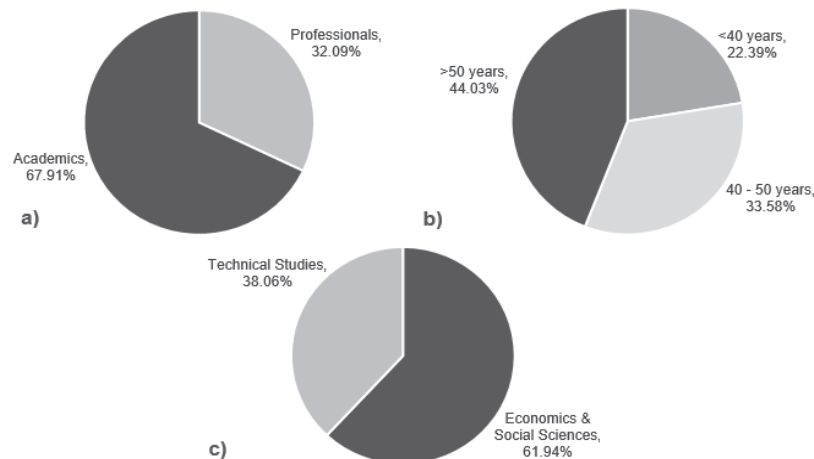 Professionals,
32.09%
Academics,
67.91%
a)
<40 years,
22.39%
>50 years,
44.03%
40 - 50 years,
33.58%
b)
Technical Studies,
38.06%
Economics &
Social Sciences,
61.94%
c)